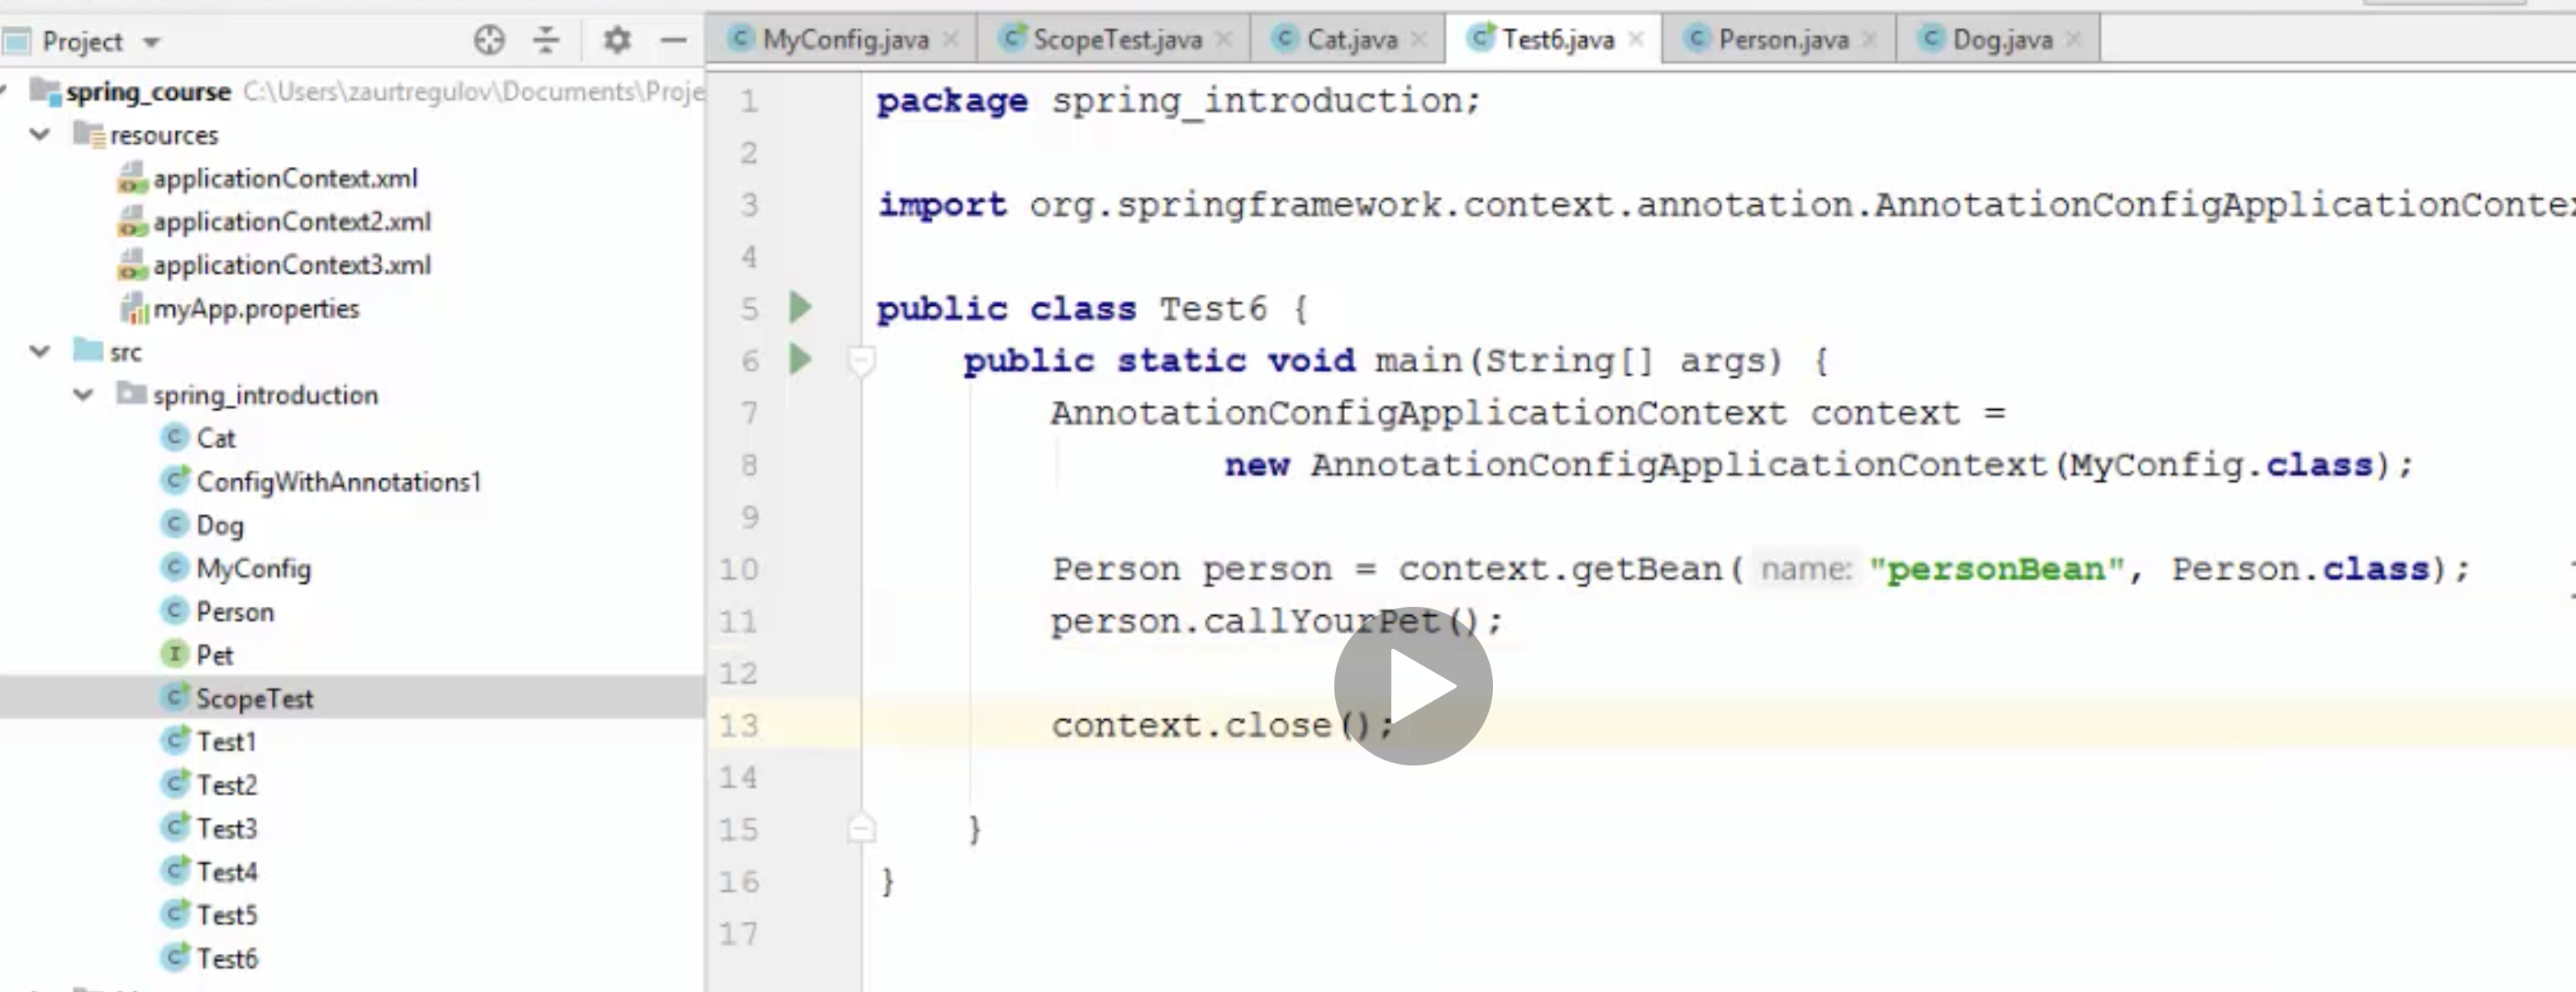 Project
spring_course C:\Users\zaurtregulov\Documents\Proje
resources
applicationContext.xml
applicationContext2.xml
applicationContext3.xml
myApp.properties
src
spring_introduction
Cat
ConfigWithAnnotations1
Dog
MyConfig
Person
Pet
ScopeTest
Test1
Test2
Test3
Test4
Test5
Test6
MyConfig.java ScopeTest.java Cat.java Test6.java Person.java Dog.java
1 package spring_introduction;
2
3 import org.springframework.context.annotation.AnnotationConfigApplicationContex
4
5 public class Test6 {
6 public static void main(String[] args) {
7 AnnotationConfigApplicationContext context =
8 new AnnotationConfigApplicationContext(MyConfig.class);
9
10 Person person = context.getBean( name: "personBean", Person.class);
11 person.callYourPet();
12
13 context.close();
14
15 }
16 }
17